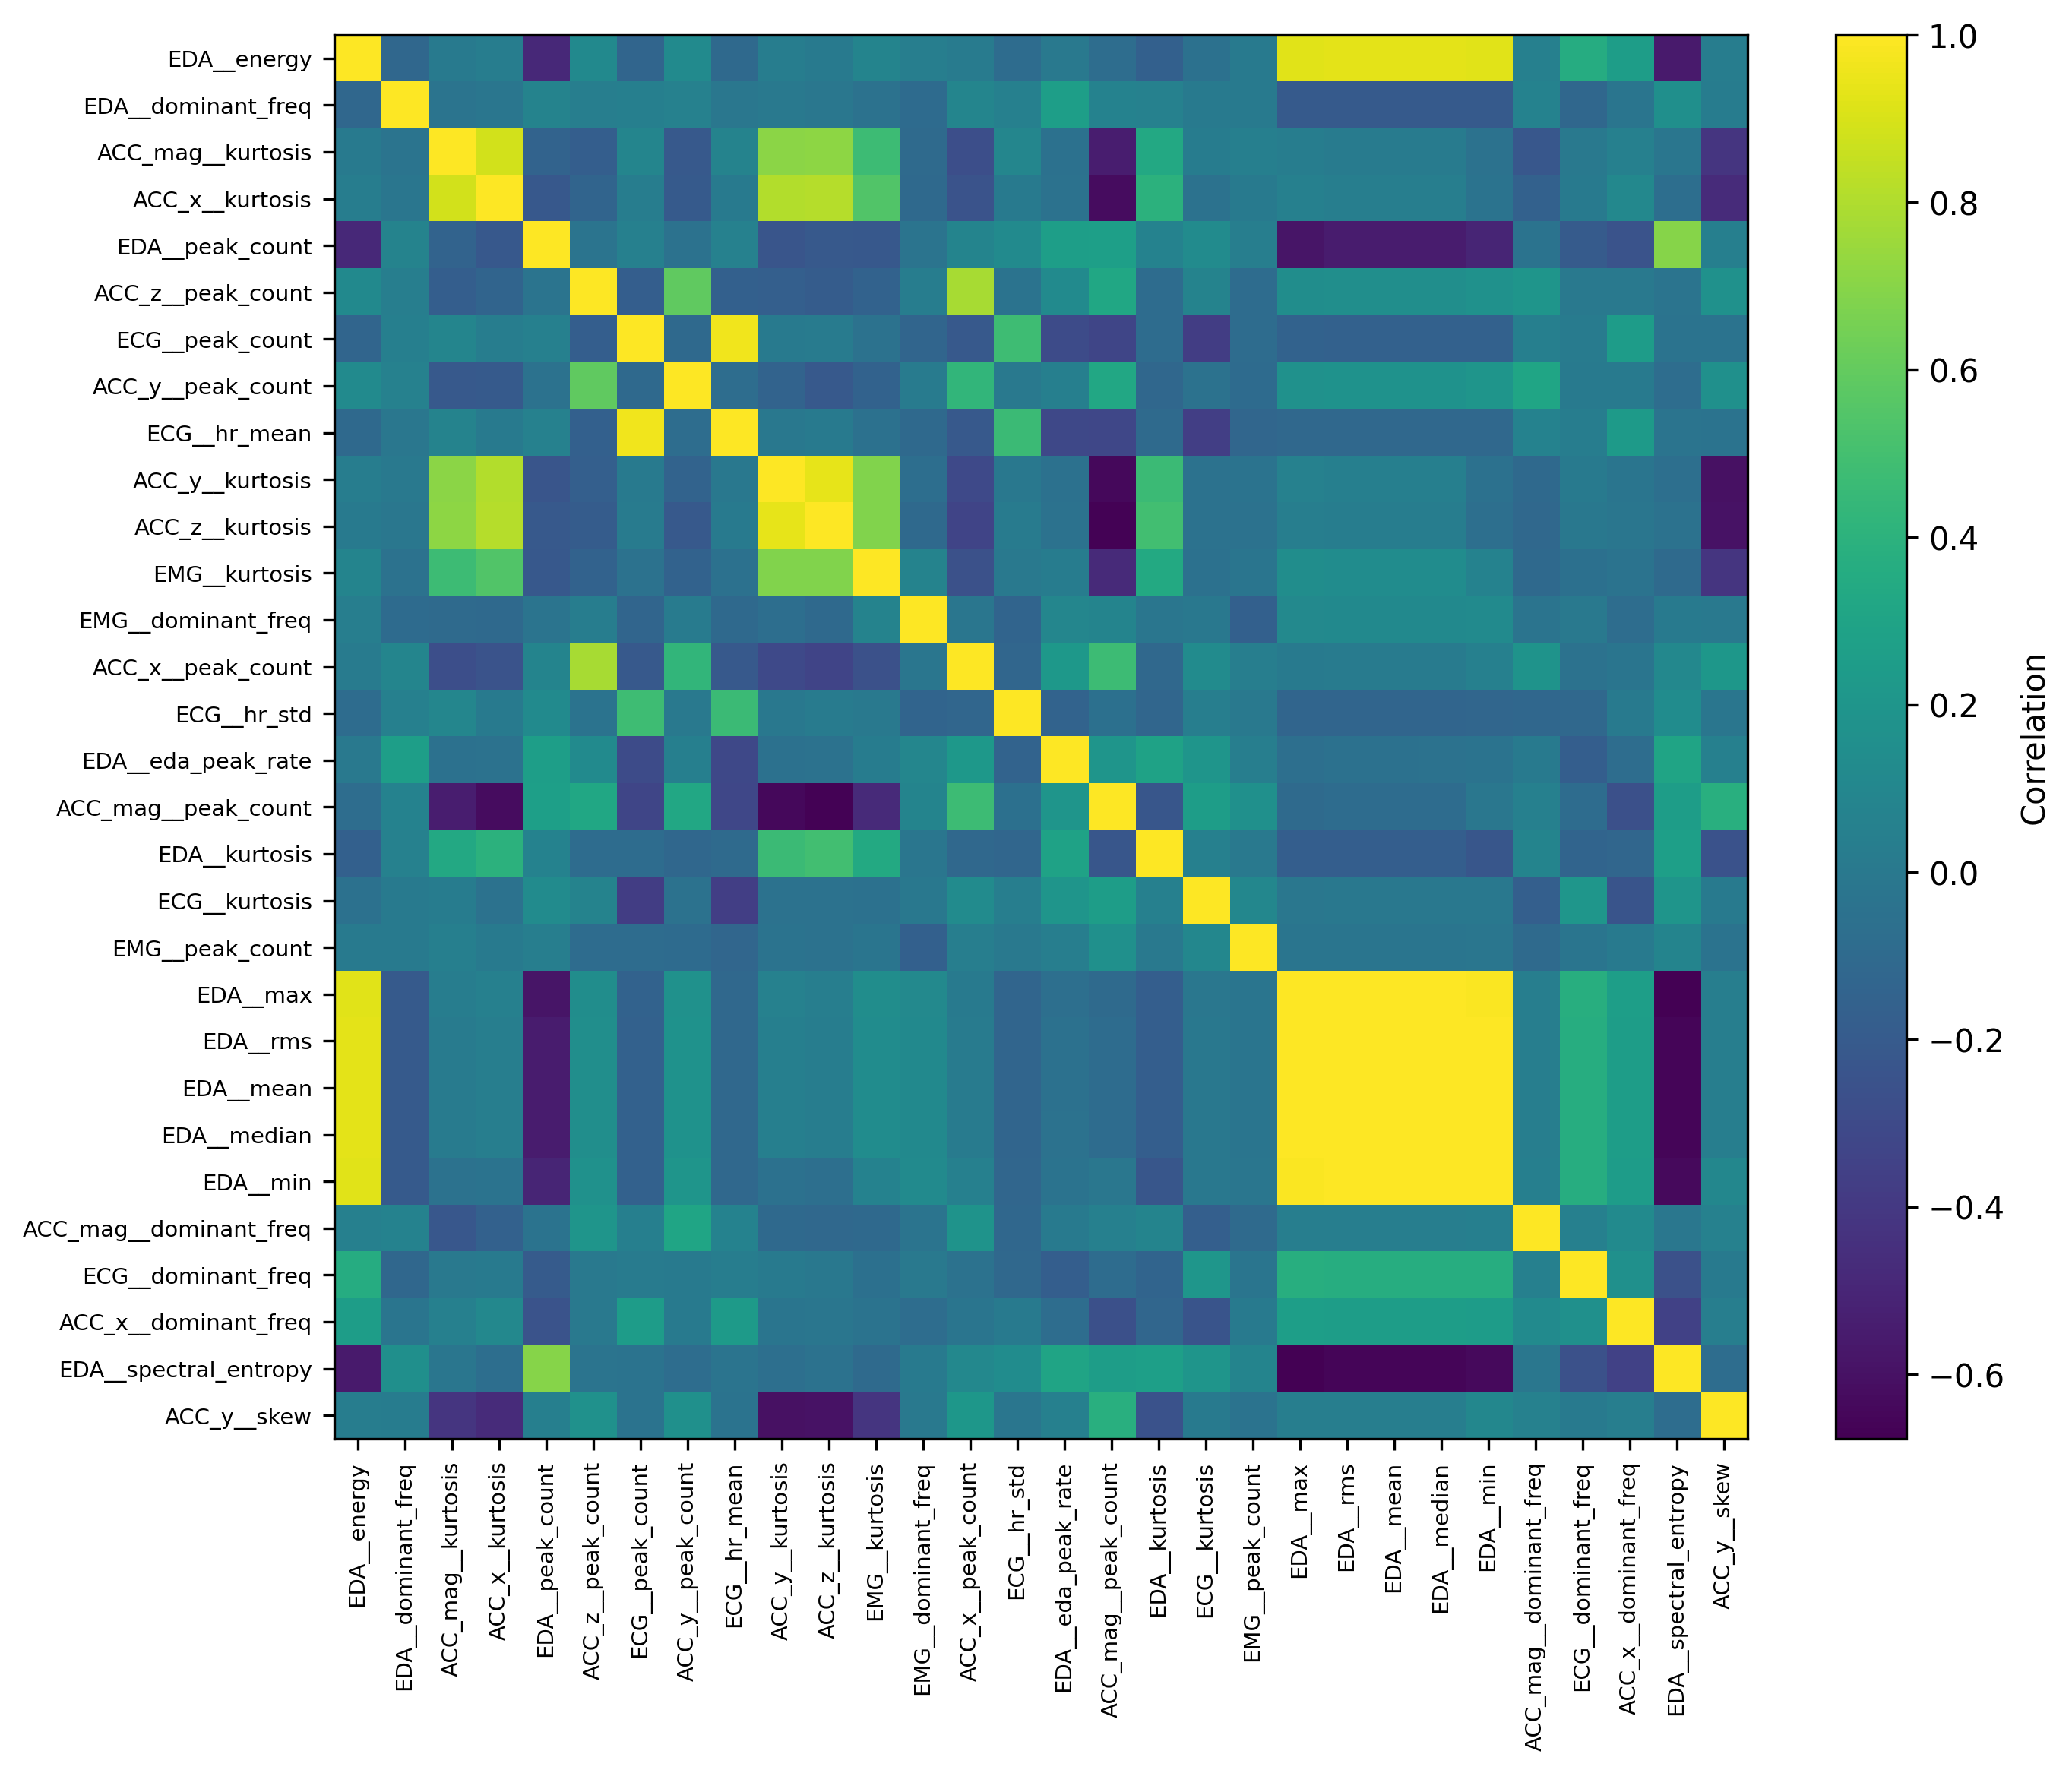 EDA__energy
EDA__dominant_freq
ACC_mag__kurtosis
ACC_x__kurtosis
EDA__peak_count
ACC_z__peak_count
ECG__peak_count
ACC_y__peak_count
ECG__hr_mean
ACC_y__kurtosis
ACC_z__kurtosis
EMG__kurtosis
EMG__dominant_freq
ACC_x__peak_count
ECG__hr_std
EDA__eda_peak_rate
ACC_mag__peak_count
EDA__kurtosis
ECG__kurtosis
EMG__peak_count
EDA__max
EDA__rms
EDA__mean
EDA__median
EDA__min
ACC_mag__dominant_freq
ECG__dominant_freq
ACC_x__dominant_freq
EDA__spectral_entropy
ACC_y__skew
EDA__energy
EDA__dominant_freq
ACC_mag__kurtosis
ACC_x__kurtosis
EDA__peak_count
ACC_z__peak_count
ECG__peak_count
ACC_y__peak_count
ECG__hr_mean
ACC_y__kurtosis
ACC_z__kurtosis
EMG__kurtosis
EMG__dominant_freq
ACC_x__peak_count
ECG__hr_std
EDA__eda_peak_rate
ACC_mag__peak_count
EDA__kurtosis
ECG__kurtosis
EMG__peak_count
EDA__max
EDA__rms
EDA__mean
EDA__median
EDA__min
ACC_mag__dominant_freq
ECG__dominant_freq
ACC_x__dominant_freq
EDA__spectral_entropy
ACC_y__skew
1.0
0.8
0.6
0.4
0.2
0.0
−0.2
−0.4
−0.6
Correlation